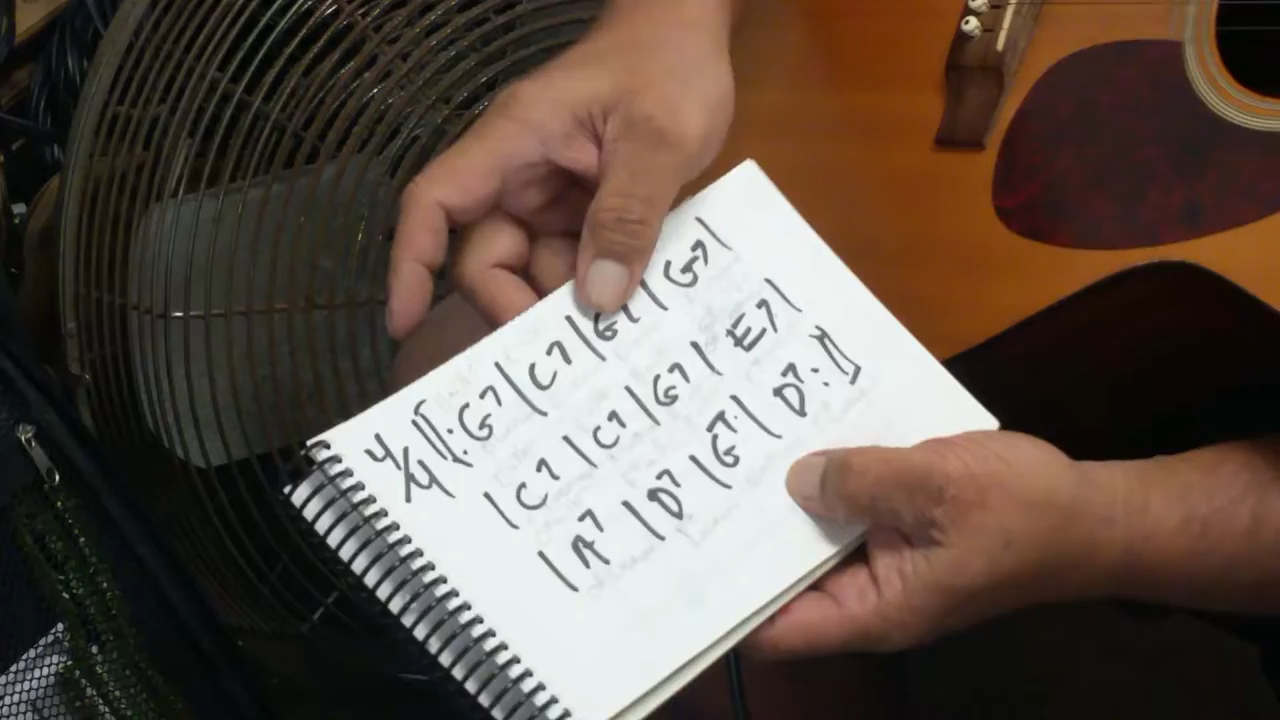 4/4 ‖: G7 | C7 | G7 | G7 |
| C7 | C7 | G7 | E7 |
| A7 | D7 | G7 | D7 :‖